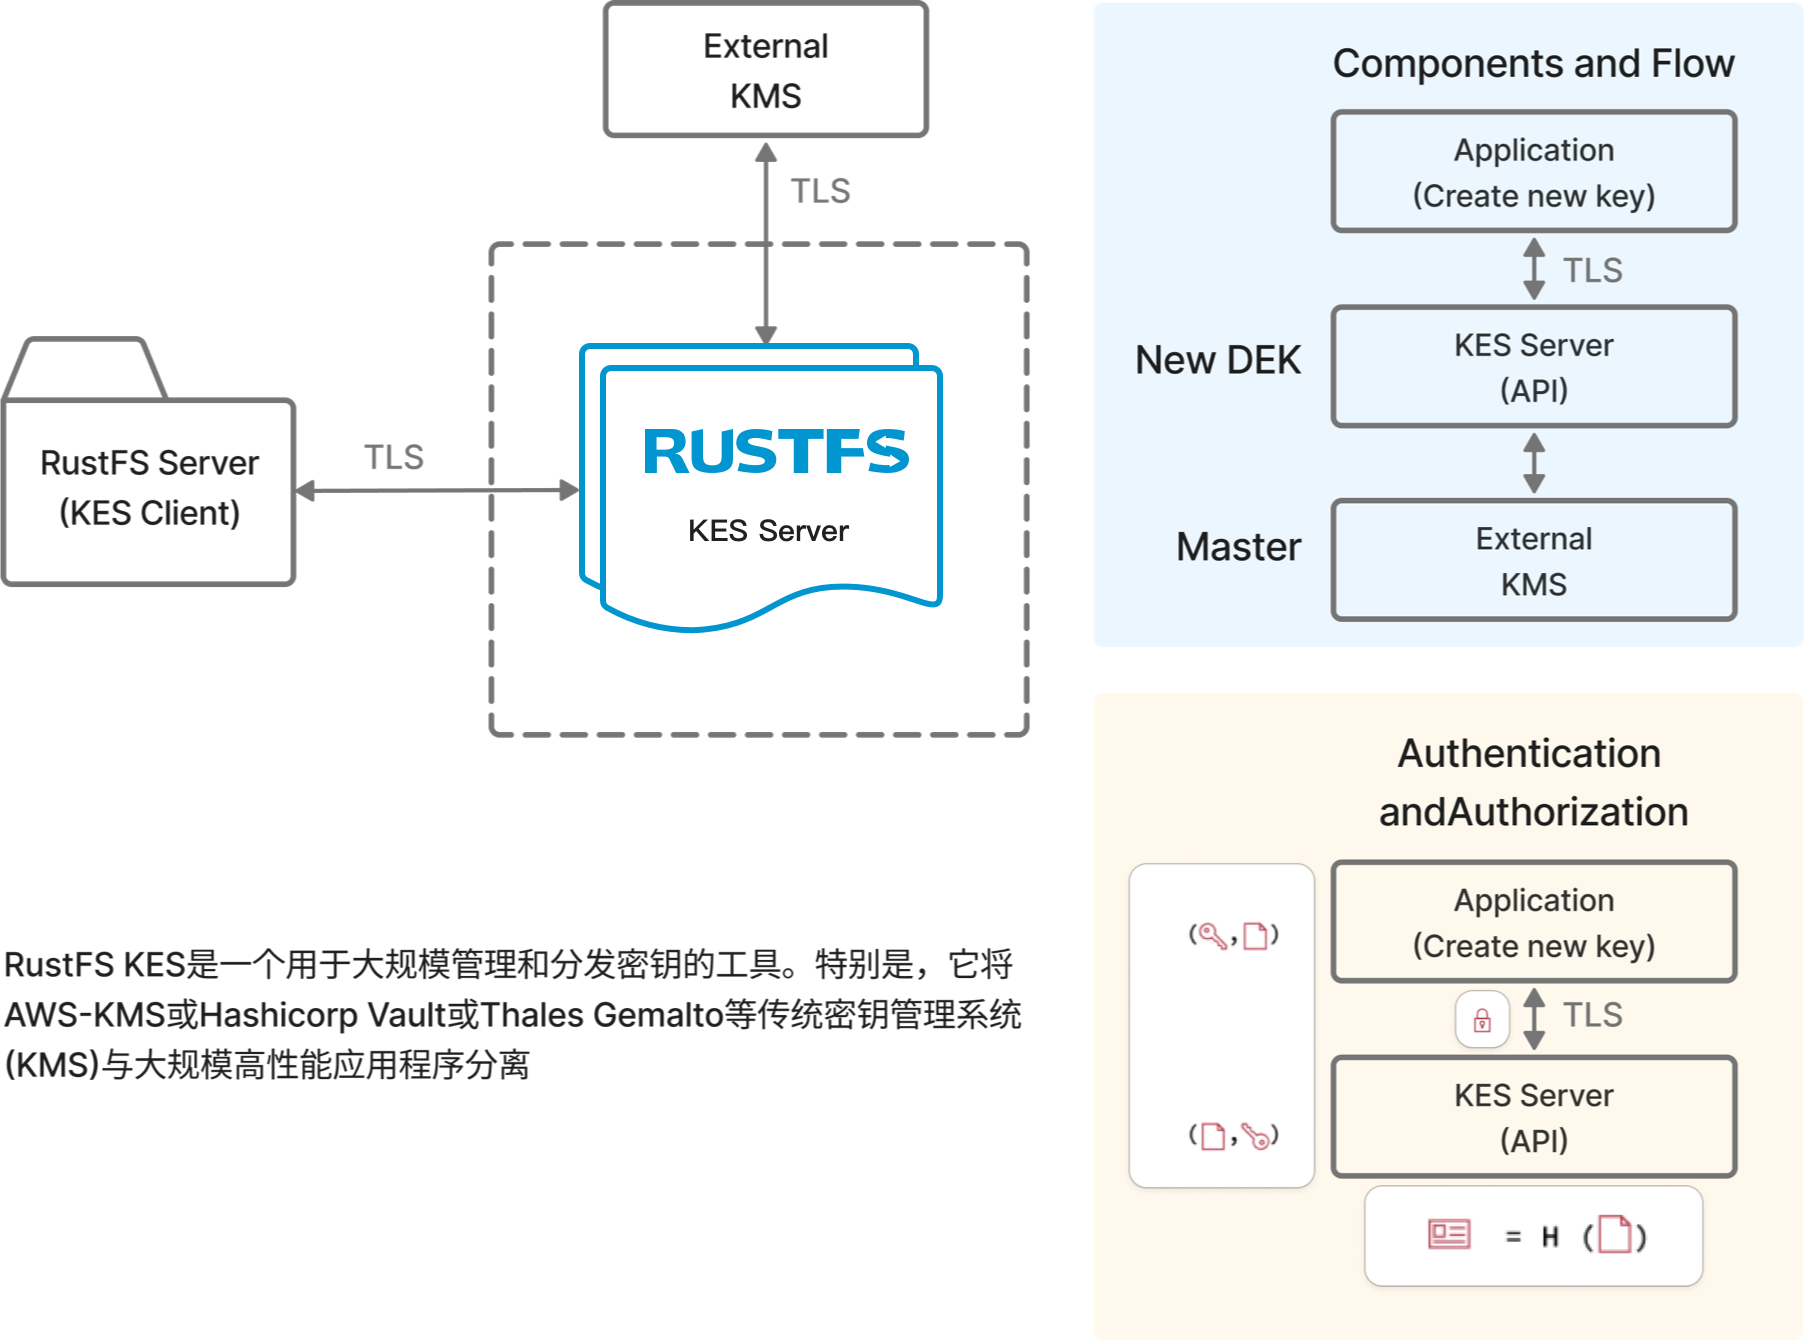 External
KMS
TLS
RustFS Server
(KES Client)
TLS
RUSTFS
KES Server
RustFS KES是一个用于大规模管理和分发密钥的工具。特别是，它将
AWS-KMS或Hashicorp Vault或Thales Gemalto等传统密钥管理系统
(KMS)与大规模高性能应用程序分离
Components and Flow
Application
(Create new key)
TLS
New DEK
KES Server
(API)
Master
External
KMS
Authentication
andAuthorization
Application
(Create new key)
( , )
TLS
KES Server
(API)
( , )
= H ( )